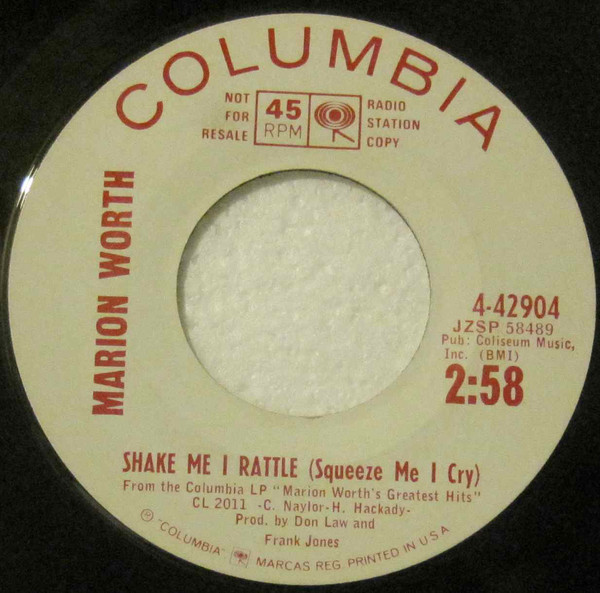 COLUMBIA
NOT
FOR
RESALE
45
RPM
RADIO
STATION
COPY
MARION WORTH
4-42904
JZSP 58489
Pub: Coliseum Music,
Inc. (BMI)
2:58
SHAKE ME I RATTLE (Squeeze Me I Cry)
From the Columbia LP "Marion Worth's Greatest Hits"
CL 2011 -C. Naylor-H. Hackady-
Prod. by Don Law and
Frank Jones
© "COLUMBIA", MARCAS REG. PRINTED IN U.S.A.